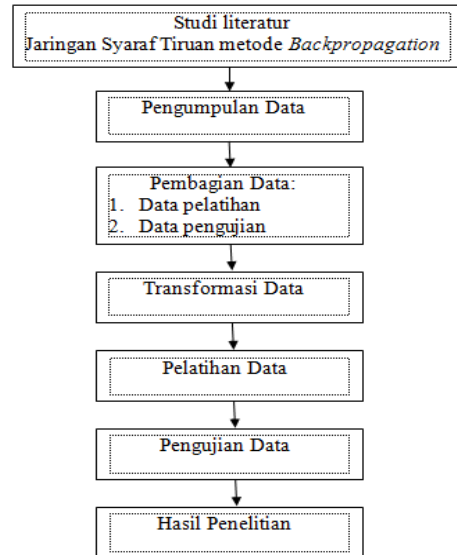 Studi literatur
Jaringan Syaraf Tiruan metode Backpropagation
Pengumpulan Data
Pembagian Data:
1. Data pelatihan
2. Data pengujian
Transformasi Data
Pelatihan Data
Pengujian Data
Hasil Penelitian